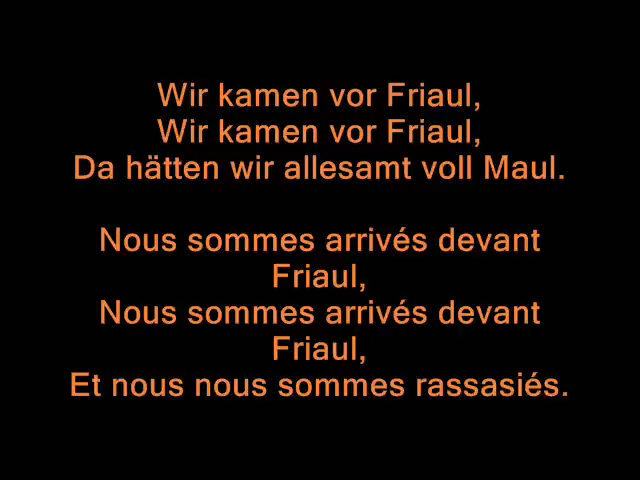 Wir kamen vor Friaul,
Wir kamen vor Friaul,
Da hätten wir allesamt voll Maul.
Nous sommes arrivés devant
Friaul,
Nous sommes arrivés devant
Friaul,
Et nous nous sommes rassasiés.